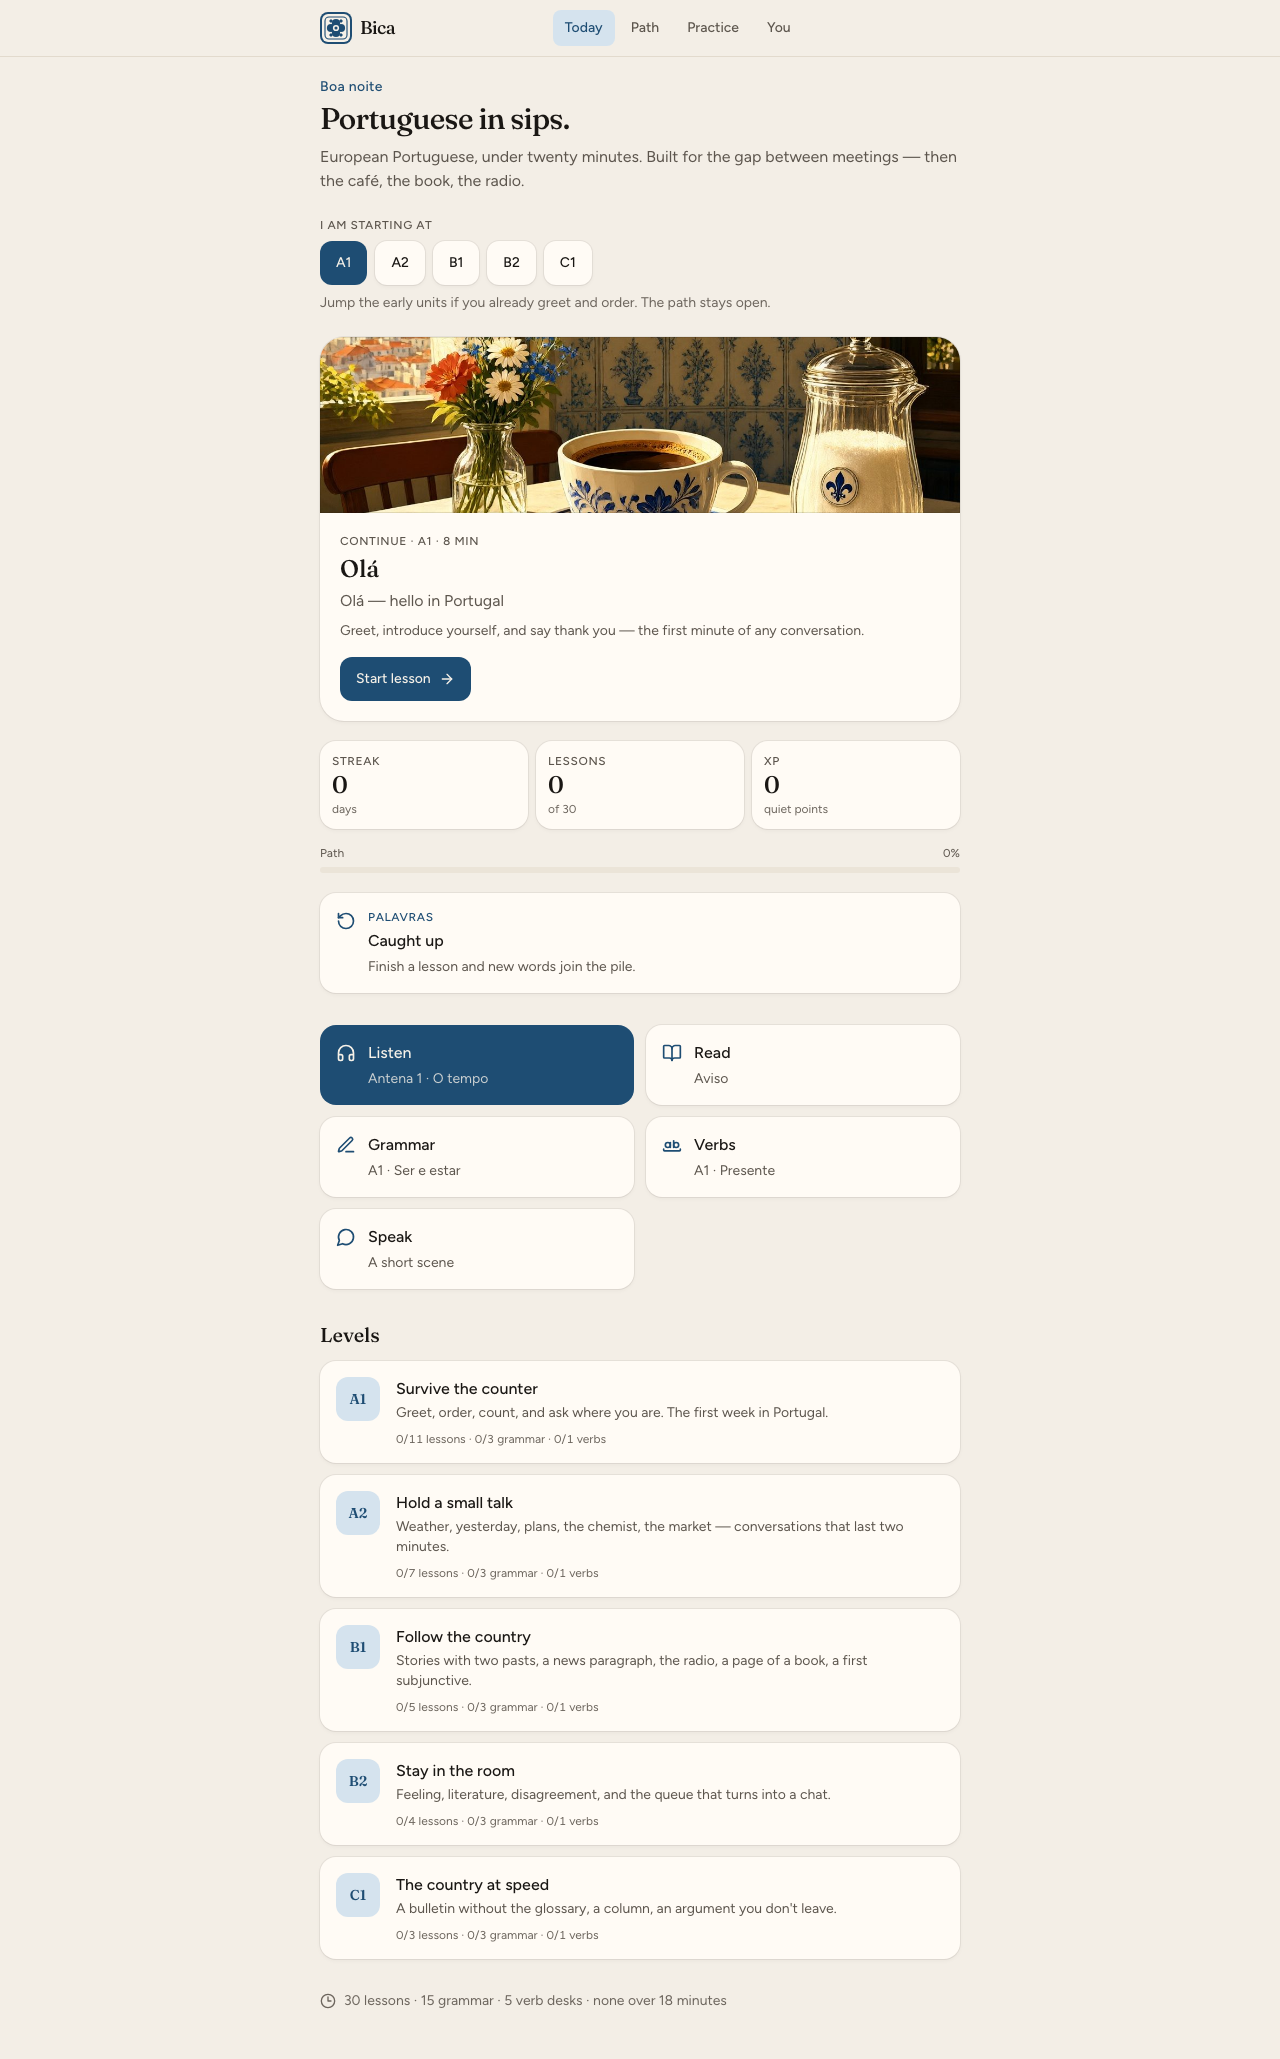 Bica
Today
Path
Practice
You
Boa noite
Portuguese in sips.
European Portuguese, under twenty minutes. Built for the gap between meetings — then
the café, the book, the radio.
I AM STARTING AT
A1
A2
B1
B2
C1
Jump the early units if you already greet and order. The path stays open.
CONTINUE · A1 · 8 MIN
Olá
Olá — hello in Portugal
Greet, introduce yourself, and say thank you — the first minute of any conversation.
Start lesson
STREAK
0
days
LESSONS
0
of 30
XP
0
quiet points
Path
0%
PALAVRAS
Caught up
Finish a lesson and new words join the pile.
Listen
Antena 1 · O tempo
Read
Aviso
Grammar
A1 · Ser e estar
ab
Verbs
A1 · Presente
Speak
A short scene
Levels
A1
Survive the counter
Greet, order, count, and ask where you are. The first week in Portugal.
0/11 lessons · 0/3 grammar · 0/1 verbs
A2
Hold a small talk
Weather, yesterday, plans, the chemist, the market — conversations that last two
minutes.
0/7 lessons · 0/3 grammar · 0/1 verbs
B1
Follow the country
Stories with two pasts, a news paragraph, the radio, a page of a book, a first
subjunctive.
0/5 lessons · 0/3 grammar · 0/1 verbs
B2
Stay in the room
Feeling, literature, disagreement, and the queue that turns into a chat.
0/4 lessons · 0/3 grammar · 0/1 verbs
C1
The country at speed
A bulletin without the glossary, a column, an argument you don't leave.
0/3 lessons · 0/3 grammar · 0/1 verbs
30 lessons · 15 grammar · 5 verb desks · none over 18 minutes